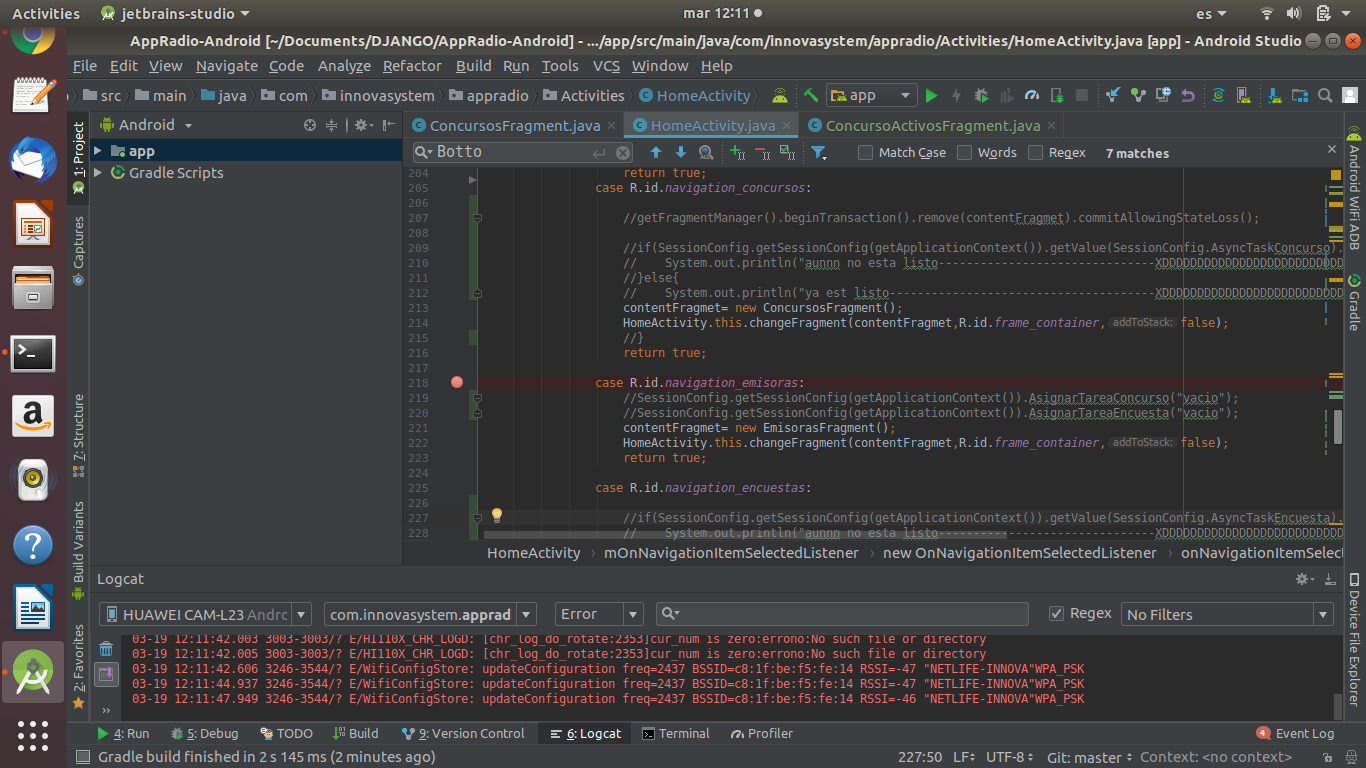 Activities
jetbrains-studio
mar 12:11
es
AppRadio-Android [~/Documents/DJANGO/AppRadio-Android] - .../app/src/main/java/com/innovasystem/appradio/Activities/HomeActivity.java [app] - Android Studio
File Edit View Navigate Code Analyze Refactor Build Run Tools VCS Window Help
src main java com innovasystem appradio Activities HomeActivity app
Android
ConcursosFragment.java HomeActivity.java ConcursoActivosFragment.java
app
Gradle Scripts
Botto
Match Case Words Regex 7 matches
204 return true;
205 case R.id.navigation_concursos:
206
207 //getFragmentManager().beginTransaction().remove(contentFragmet).commitAllowingStateLoss();
208
209 //if(SessionConfig.getSessionConfig(getApplicationContext()).getValue(SessionConfig.AsyncTaskConcurso).
210 // System.out.println("aunnn no esta listo
211 //}else{
212 // System.out.println("ya est listo
213 contentFragmet= new ConcursosFragment();
214 HomeActivity.this.changeFragment(contentFragmet,R.id.frame_container, addToStack: false);
215 //}
216 return true;
217
218 case R.id.navigation_emisoras:
219 //SessionConfig.getSessionConfig(getApplicationContext()).AsignarTareaConcurso("vacio");
220 //SessionConfig.getSessionConfig(getApplicationContext()).AsignarTareaEncuesta("vacio");
221 contentFragmet= new EmisorasFragment();
222 HomeActivity.this.changeFragment(contentFragmet,R.id.frame_container, addToStack: false);
223 return true;
224
225 case R.id.navigation_encuestas:
226
227 //if(SessionConfig.getSessionConfig(getApplicationContext()).getValue(SessionConfig.AsyncTaskEncuesta).
228 // System.out.println("aunnn no esta listo
HomeActivity › mOnNavigationItemSelectedListener › new OnNavigationItemSelectedListener › onNavigationItemSelect
1: Project
Captures
7: Structure
Build Variants
2: Favorites
Android WiFi ADB
Gradle
Device File Explorer
Logcat
HUAWEI CAM-L23 Andrc
com.innovasystem.apprad
Error
Regex
No Filters
03-19 12:11:42.003 3003-3003/? E/HI110X_CHR_LOGD: [chr_log_do_rotate:2353]cur_num is zero:errono:No such file or directory
03-19 12:11:42.005 3003-3003/? E/HI110X_CHR_LOGD: [chr_log_do_rotate:2353]cur_num is zero:errono:No such file or directory
03-19 12:11:42.606 3246-3544/? E/WifiConfigStore: updateConfiguration freq=2437 BSSID=c8:1f:be:f5:fe:14 RSSI=-47 "NETLIFE-INNOVA"WPA_PSK
03-19 12:11:44.937 3246-3544/? E/WifiConfigStore: updateConfiguration freq=2437 BSSID=c8:1f:be:f5:fe:14 RSSI=-47 "NETLIFE-INNOVA"WPA_PSK
03-19 12:11:47.949 3246-3544/? E/WifiConfigStore: updateConfiguration freq=2437 BSSID=c8:1f:be:f5:fe:14 RSSI=-46 "NETLIFE-INNOVA"WPA_PSK
4: Run 5: Debug TODO Build 9: Version Control 6: Logcat Terminal Profiler 4 Event Log
Gradle build finished in 2 s 145 ms (2 minutes ago)
227:50 LF÷ UTF-8 Git: master Context: <no context>